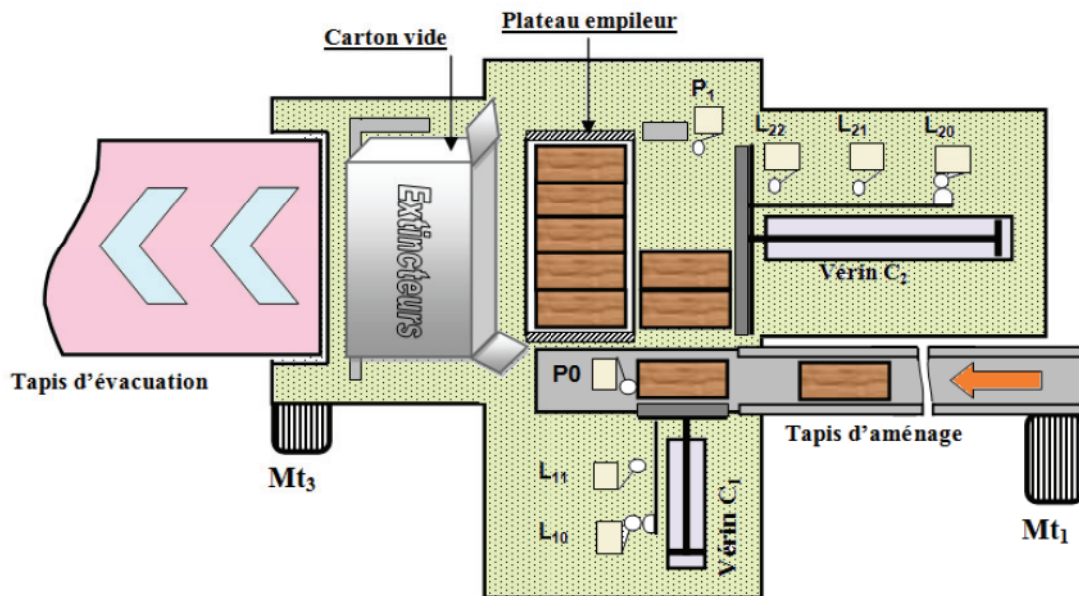 Plateau empileur
Carton vide
P1
L22
L21
L20
Extincteurs
Vérin C2
Tapis d'évacuation
P0
Tapis d'aménage
Mt3
L11
L10
Vérin C1
Mt1